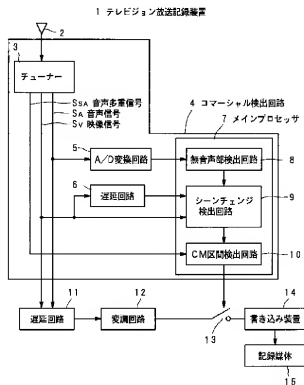 1 テレビジョン放送記録装置
2
3
チューナー
SSA 音声多重信号
SA 音声信号
SV 映像信号
4 コマーシャル検出回路
7 メインプロセッサ
5
A/D変換回路
無音声部検出回路
8
6
遅延回路
シーンチェンジ
検出回路
9
CM区間検出回路
10
11
遅延回路
12
変調回路
13
14
書き込み装置
記録媒体
15